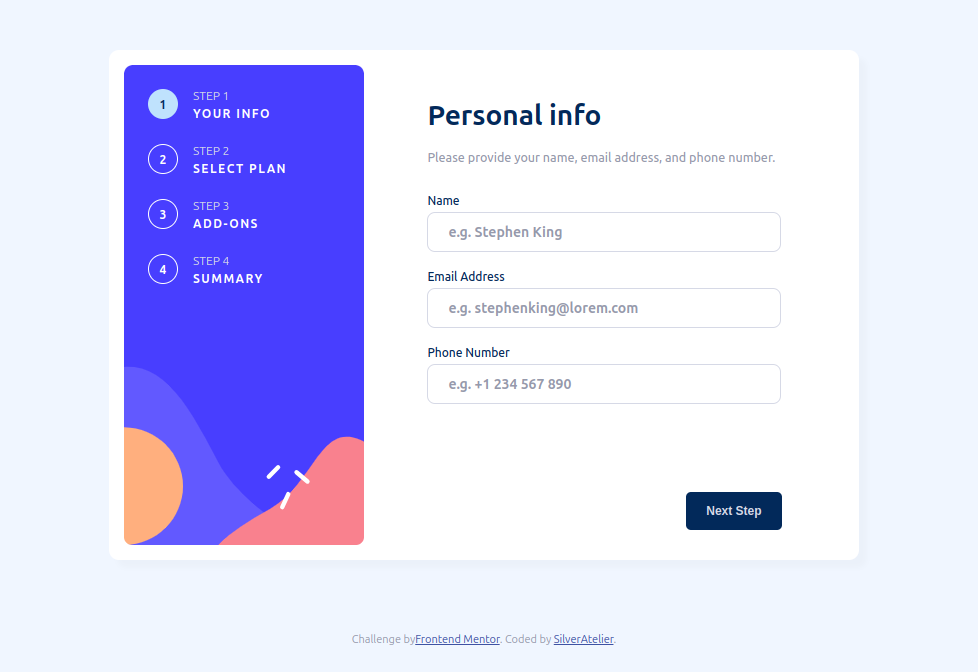 1
STEP 1
YOUR INFO
2
STEP 2
SELECT PLAN
3
STEP 3
ADD-ONS
4
STEP 4
SUMMARY
Personal info
Please provide your name, email address, and phone number.
Name
e.g. Stephen King
Email Address
e.g. stephenking@lorem.com
Phone Number
e.g. +1 234 567 890
Next Step
Challenge byFrontend Mentor. Coded by SilverAtelier.